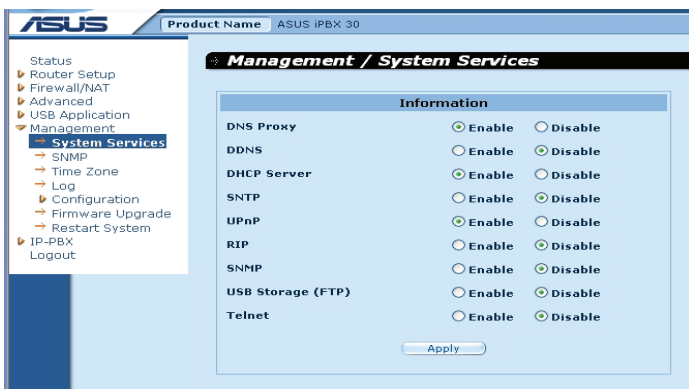 ASUS
Product Name ASUS iPBX 30
Status
Router Setup
Firewall/NAT
Advanced
USB Application
Management
System Services
SNMP
Time Zone
Log
Configuration
Firmware Upgrade
Restart System
IP-PBX
Logout
Management / System Services
Information
DNS Proxy Enable Disable
DDNS Enable Disable
DHCP Server Enable Disable
SNTP Enable Disable
UPnP Enable Disable
RIP Enable Disable
SNMP Enable Disable
USB Storage (FTP) Enable Disable
Telnet Enable Disable
Apply